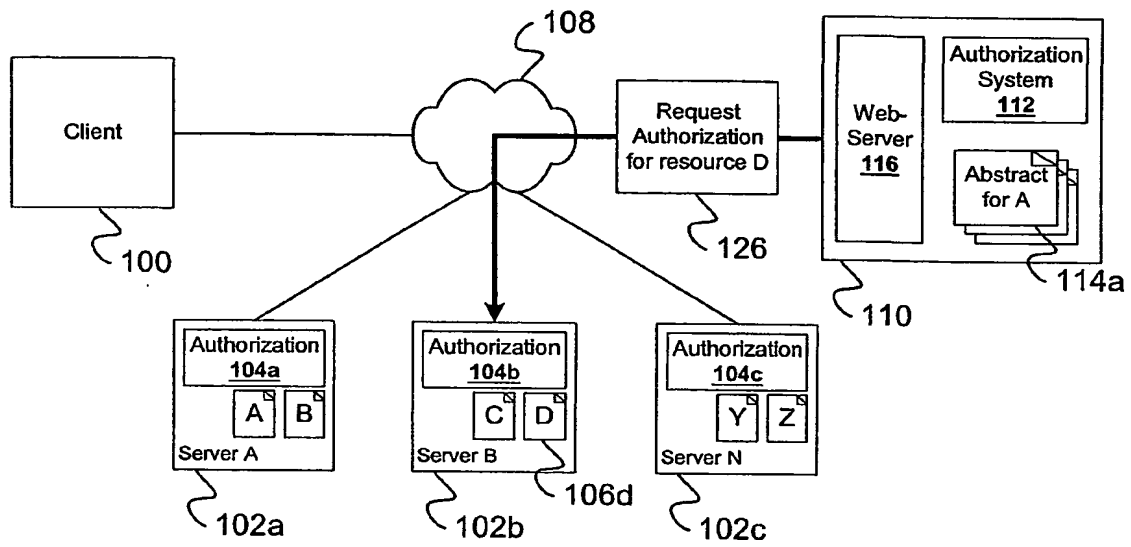 108
Client
Request
Authorization
for resource D
Web-
Server
116
Authorization
System
112
Abstract
for A
100
126
114a
110
Authorization
104a
A B
Server A
Authorization
104b
C D
Server B
Authorization
104c
Y Z
Server N
106d
102a
102b
102c